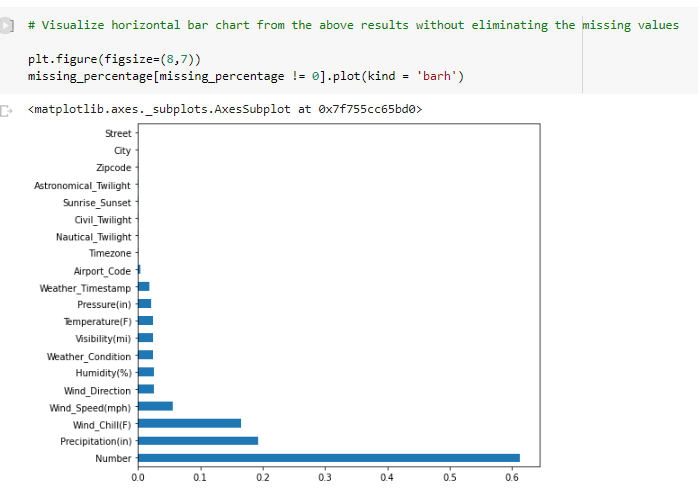 # Visualize horizontal bar chart from the above results without eliminating the missing values
plt.figure(figsize=(8,7))
missing_percentage[missing_percentage != 0].plot(kind = 'barh')
<matplotlib.axes._subplots.AxesSubplot at 0x7f755cc65bd0>
Street
City
Zipcode
Astronomical_Twilight
Sunrise_Sunset
Civil_Twilight
Nautical_Twilight
Timezone
Airport_Code
Weather_Timestamp
Pressure(in)
Temperature(F)
Visibility(mi)
Weather_Condition
Humidity(%)
Wind_Direction
Wind_Speed(mph)
Wind_Chill(F)
Precipitation(in)
Number
0.0 0.1 0.2 0.3 0.4 0.5 0.6